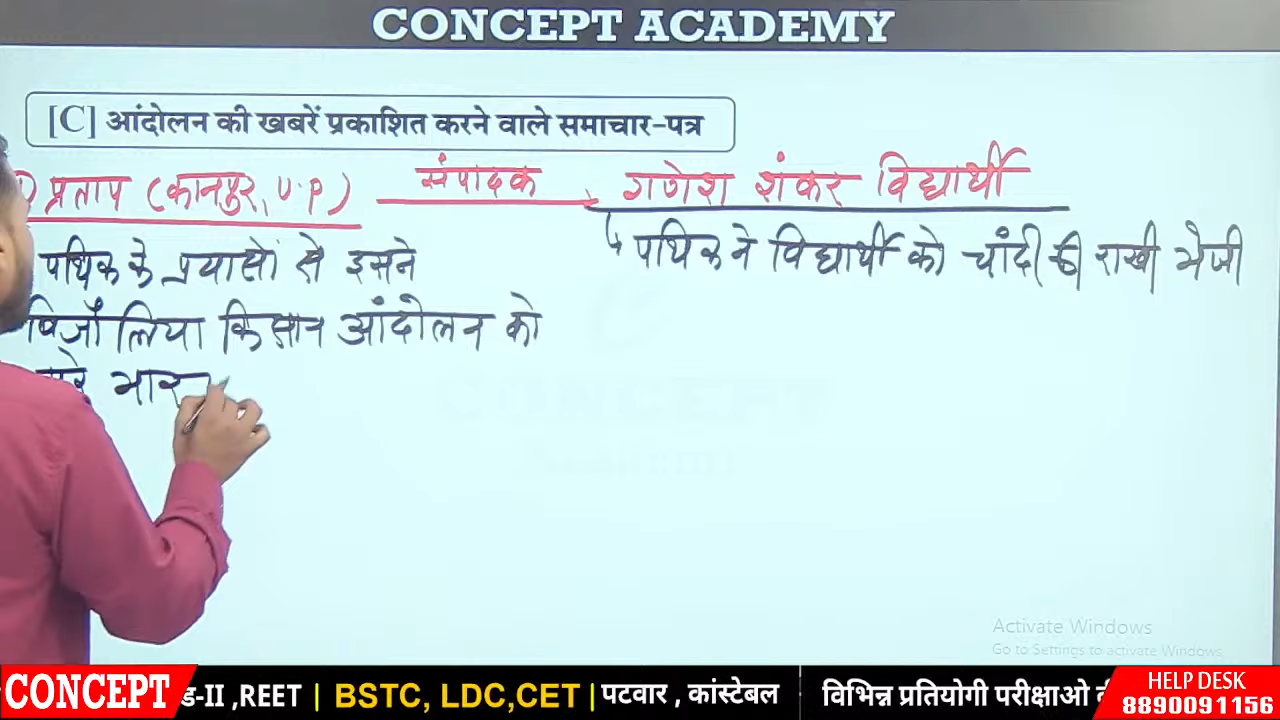 CONCEPT ACADEMY
[C] आंदोलन की खबरें प्रकाशित करने वाले समाचार-पत्र
) प्रताप (कानपुर, U.P) संपादक गणेश शंकर विद्यार्थी
↳ पथिक ने विद्यार्थी को चांदी की राखी भेजी
पथिक के प्रयासों से इसने
बिजौलिया किसान आंदोलन को
भार
Activate Windows
Go to Settings to activate Windows.
CONCEPT
ड-II ,REET | BSTC, LDC,CET | पटवार , कांस्टेबल | विभिन्न प्रतियोगी परीक्षाओ
HELP DESK
8890091156